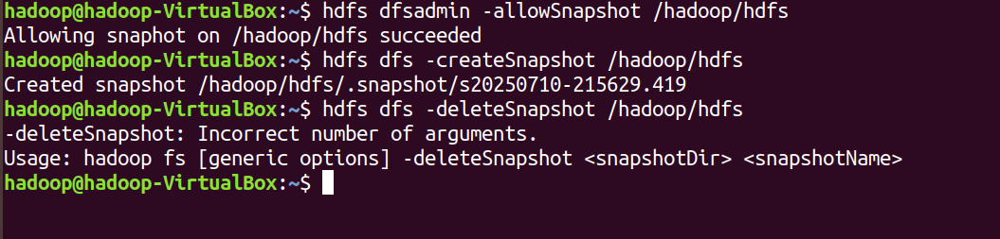 hadoop@hadoop-VirtualBox:~$ hdfs dfsadmin -allowSnapshot /hadoop/hdfs
Allowing snaphot on /hadoop/hdfs succeeded
hadoop@hadoop-VirtualBox:~$ hdfs dfs -createSnapshot /hadoop/hdfs
Created snapshot /hadoop/hdfs/.snapshot/s20250710-215629.419
hadoop@hadoop-VirtualBox:~$ hdfs dfs -deleteSnapshot /hadoop/hdfs
-deleteSnapshot: Incorrect number of arguments.
Usage: hadoop fs [generic options] -deleteSnapshot <snapshotDir> <snapshotName>
hadoop@hadoop-VirtualBox:~$